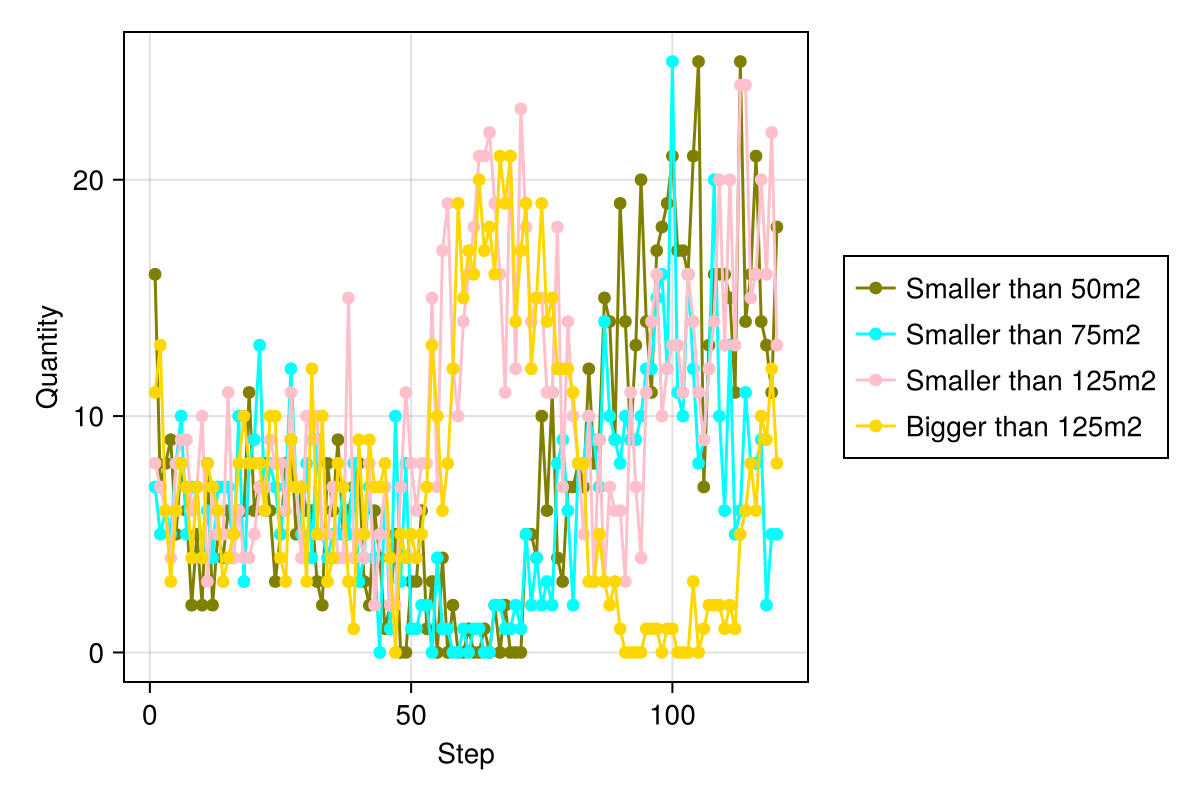 20
10
0
Quantity
0
50
100
Step
Smaller than 50m2
Smaller than 75m2
Smaller than 125m2
Bigger than 125m2